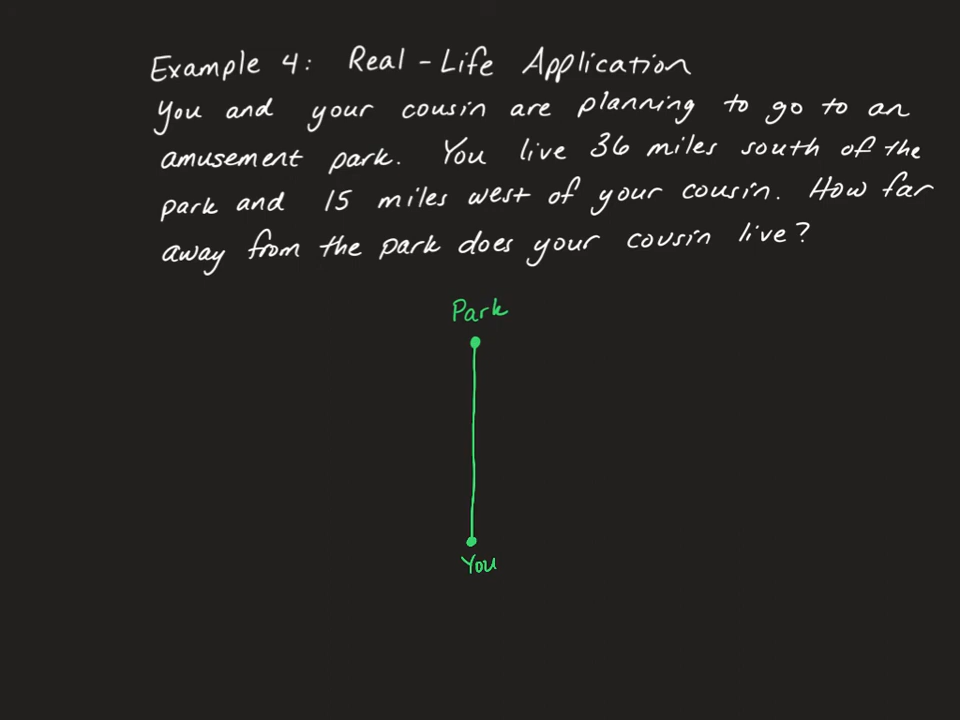 Example 4: Real-Life Application
You and your cousin are planning to go to an
amusement park. You live 36 miles south of the
park and 15 miles west of your cousin. How far
away from the park does your cousin live?
Park
You